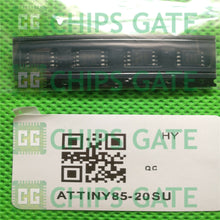 CHIPS GATE
HY
QC
ATTINY85-20SU
CHIPS GATE